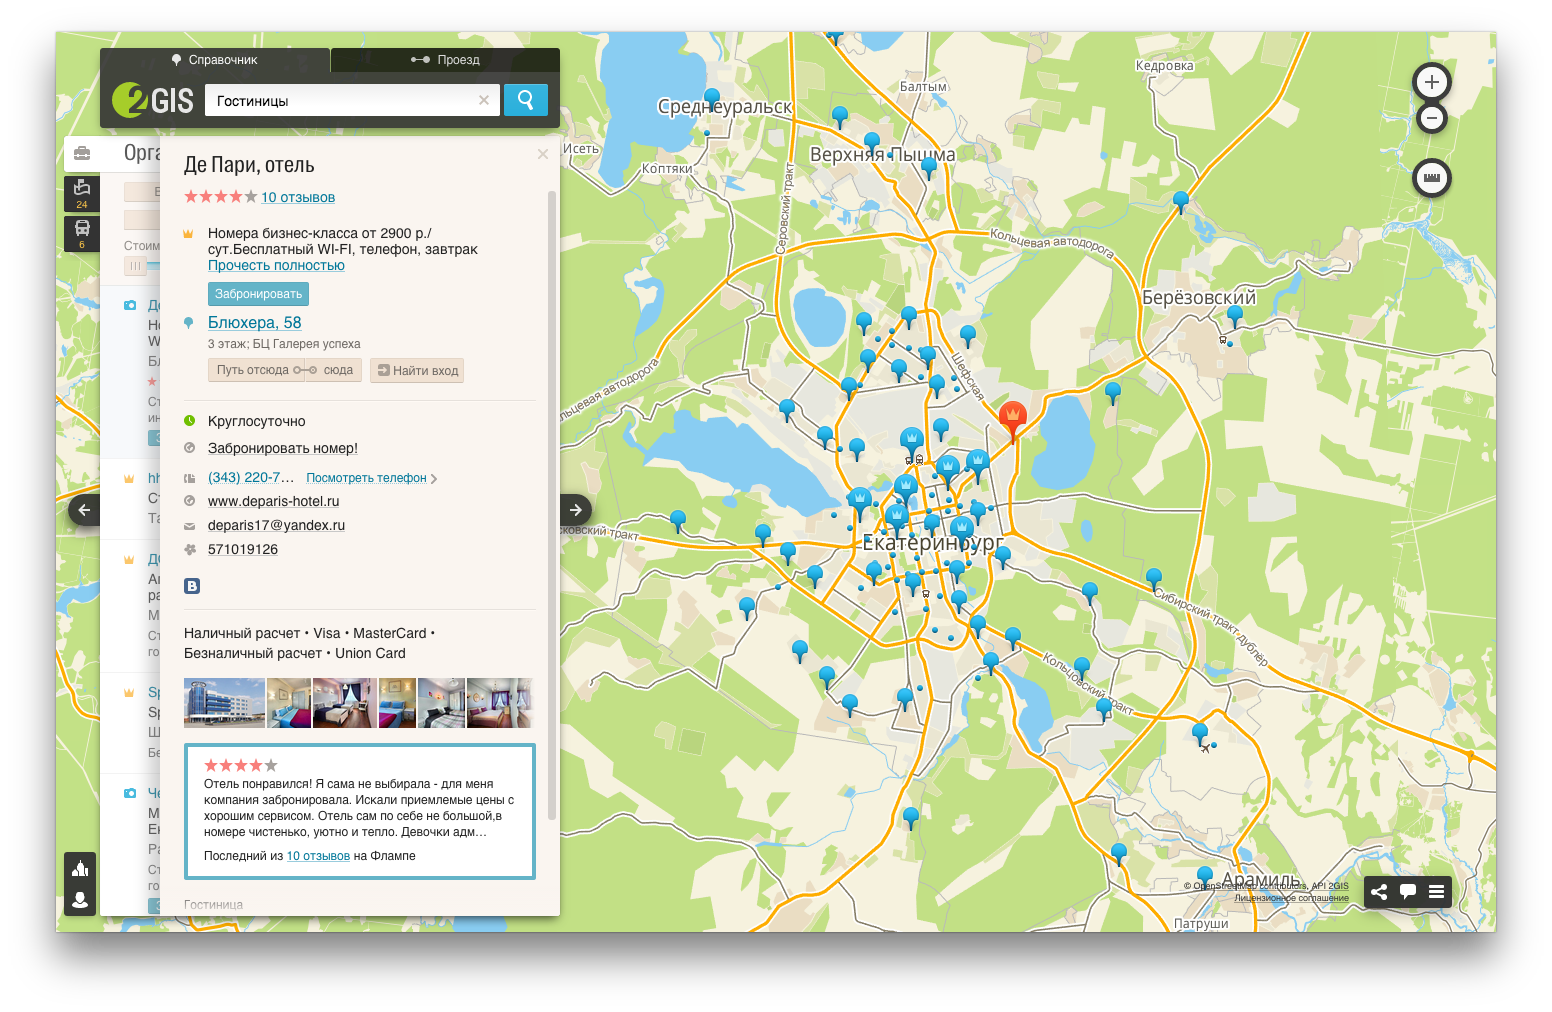 Справочник
Проезд
2GIS
Гостиницы
Орга
24
6
Стоим
Де Пари, отель
10 отзывов
Номера бизнес-класса от 2900 р./
сут.Бесплатный WI-FI, телефон, завтрак
Прочесть полностью
Забронировать
Блюхера, 58
3 этаж; БЦ Галерея успеха
Путь отсюда сюда
Найти вход
Круглосуточно
Забронировать номер!
(343) 220-7… Посмотреть телефон
www.deparis-hotel.ru
deparis17@yandex.ru
571019126
Наличный расчет • Visa • MasterCard •
Безналичный расчет • Union Card
Отель понравился! Я сама не выбирала - для меня
компания забронировала. Искали приемлемые цены с
хорошим сервисом. Отель сам по себе не большой,в
номере чистенько, уютно и тепло. Девочки адм…
Последний из 10 отзывов на Флампе
Гостиница
Кедровка
Балтым
Среднеуральск
Исеть
Коптяки
Верхняя Пышма
Серовский тракт
Кольцевая автодорога
Берёзовский
Шефская
льцевая автодорога
сковский тракт
Екатеринбург
Сибирский тракт дублёр
Кольцовский тракт
Арамиль
© OpenStreetMap contributors, API 2GIS
Лицензионное соглашение
Патруши